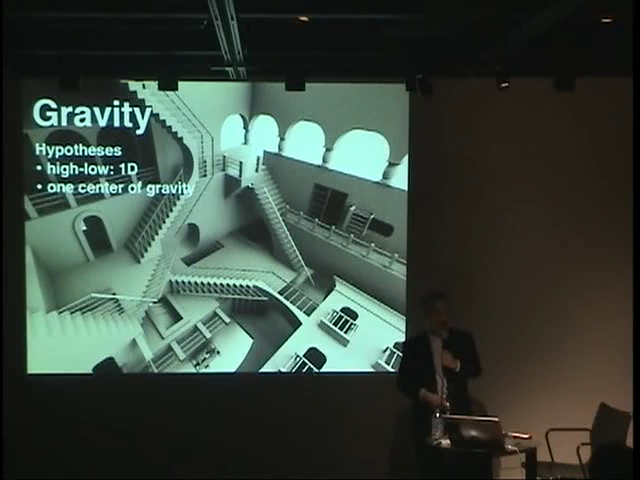 Gravity
Hypotheses
• high-low: 1D
• one center of gravity